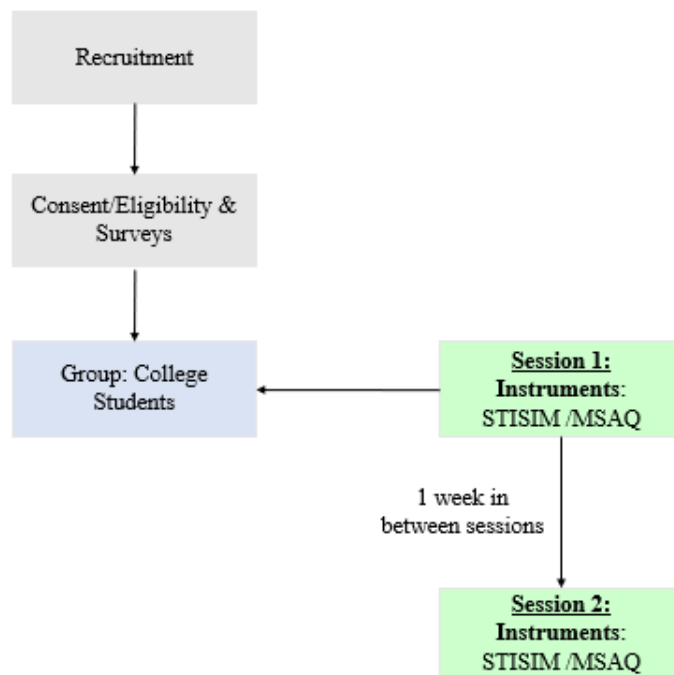 Recruitment
Consent/Eligibility &
Surveys
Group: College
Students
Session 1:
Instruments:
STISIM /MSAQ
1 week in
between sessions
Session 2:
Instruments:
STISIM /MSAQ